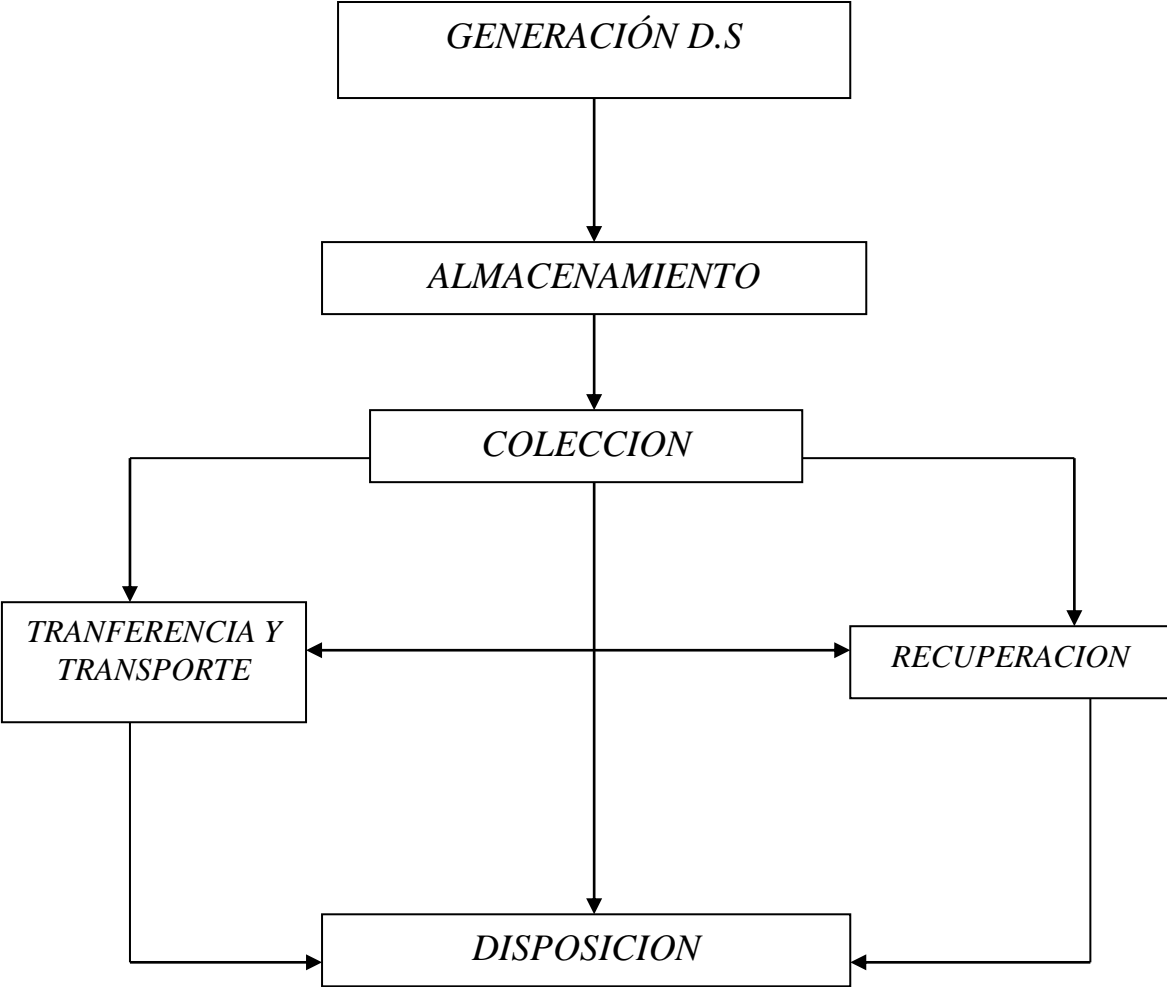 GENERACIÓN D.S
ALMACENAMIENTO
COLECCION
TRANFERENCIA Y
TRANSPORTE
RECUPERACION
DISPOSICION